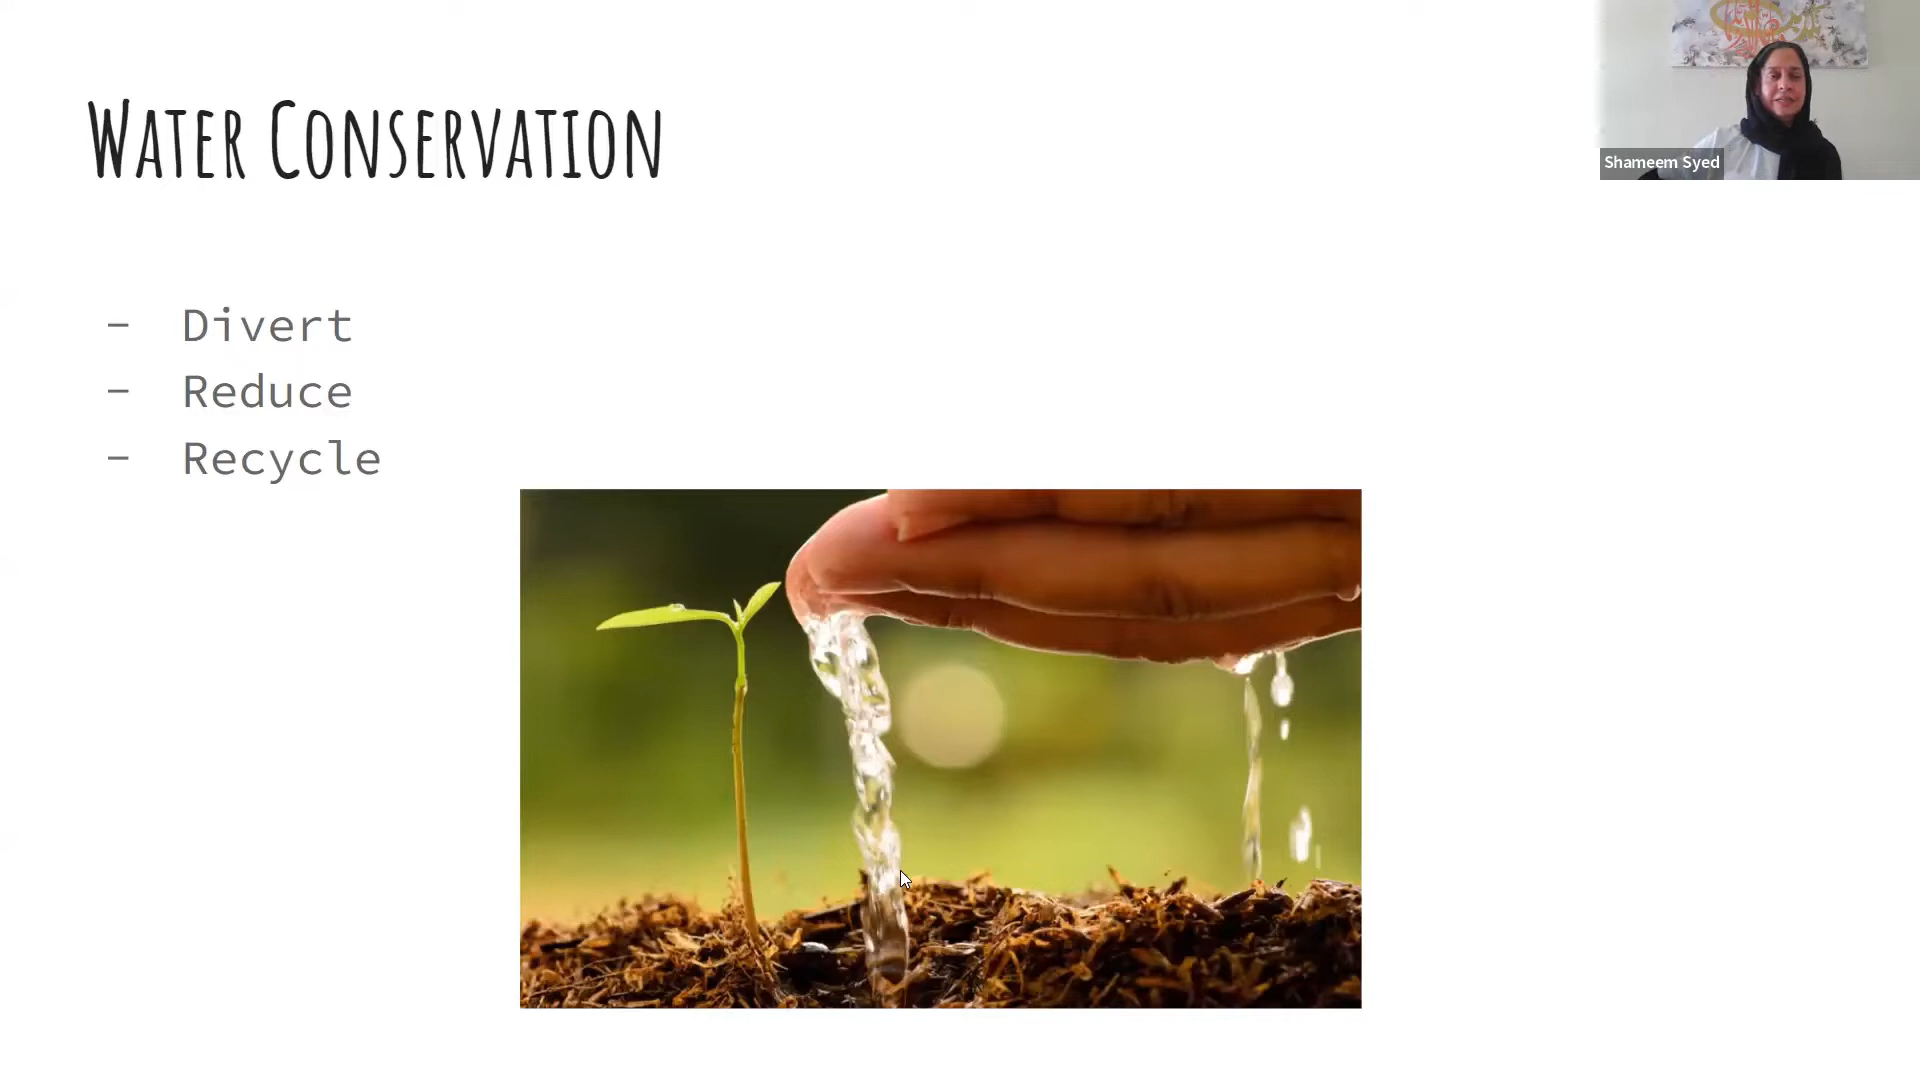 Water Conservation
Shameem Syed
- Divert
- Reduce
- Recycle